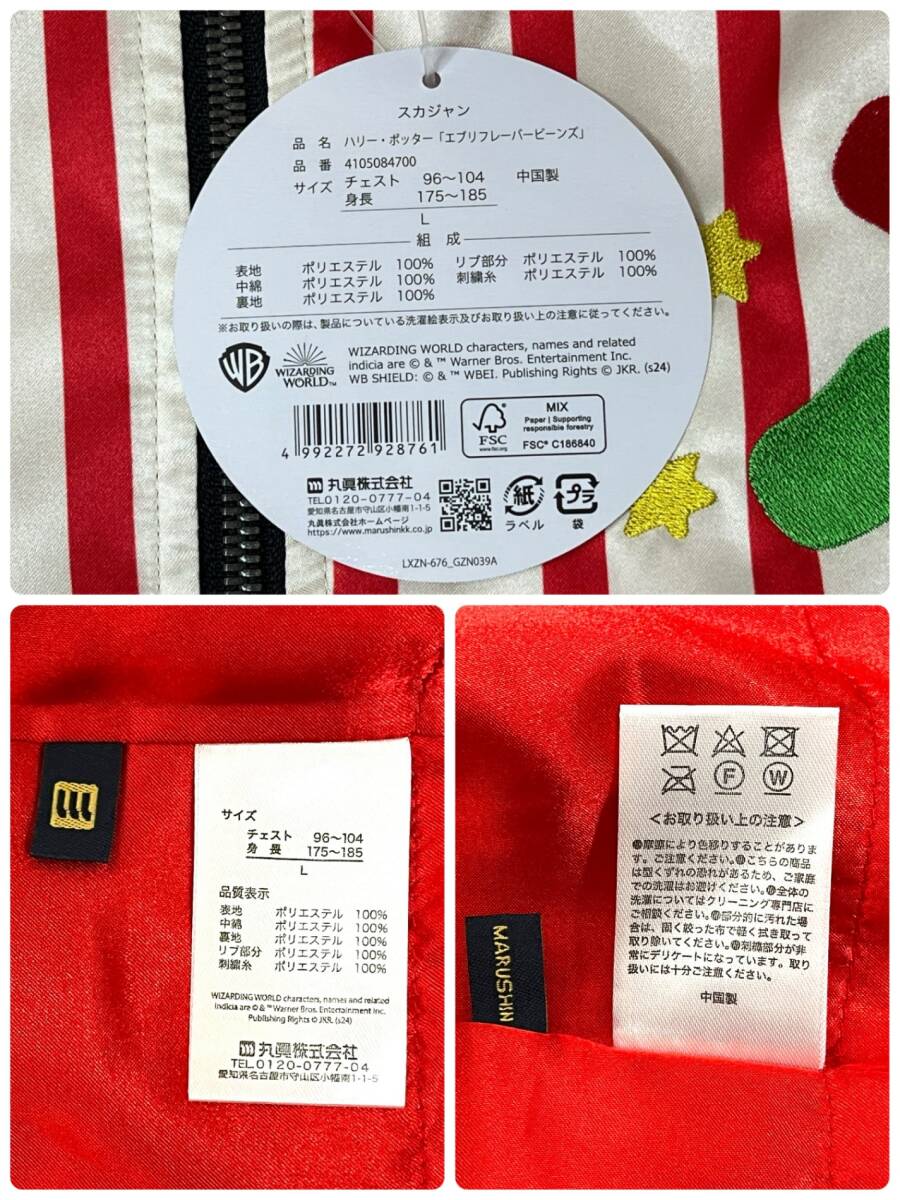 スカジャン
品 名 ハリー・ポッター「エブリフレーバービーンズ」
品 番 4105084700
サイズ チェスト 96〜104 中国製
身長 175〜185
L
組 成
表地 ポリエステル 100% リブ部分 ポリエステル 100%
中綿 ポリエステル 100% 刺繍糸 ポリエステル 100%
裏地 ポリエステル 100%
※お取り扱いの際は、製品についている洗濯絵表示及びお取り扱い上の注意に従ってください。
WB
WIZARDING WORLD™
WIZARDING WORLD characters, names and related
indicia are © & ™ Warner Bros. Entertainment Inc.
WB SHIELD: © & ™ WBEI. Publishing Rights © JKR. (s24)
4 992272 928761
FSC
www.fsc.org
MIX
Paper | Supporting
responsible forestry
FSC® C186840
丸眞株式会社
TEL0120-0777-04
愛知県名古屋市守山区小幡南1-1-5
丸眞株式会社ホームページ
https://www.marushinkk.co.jp
紙
ラベル
プラ
袋
LXZN-676_GZN039A
サイズ
チェスト 96〜104
身 長 175〜185
L
品質表示
表地 ポリエステル 100%
中綿 ポリエステル 100%
裏地 ポリエステル 100%
リブ部分 ポリエステル 100%
刺繍糸 ポリエステル 100%
WIZARDING WORLD characters, names and related
indicia are © & ™ Warner Bros. Entertainment Inc.
Publishing Rights © JKR. (s24)
丸眞株式会社
TEL0120-0777-04
愛知県名古屋市守山区小幡南1-1-5
F W
<お取り扱い上の注意>
摩擦により色移りすることがありま
す。ご注意ください。こちらの商品
は型くずれの恐れがあるため、ご家庭
での洗濯はお避けください。全体の
洗濯についてはクリーニング専門店に
ご相談ください。部分的に汚れた場
合は、固く絞った布で軽く拭き取って
取り除いてください。刺繍部分が非
常にデリケートになっています。取り
扱いには十分ご注意ください。
中国製
MARUSHIN